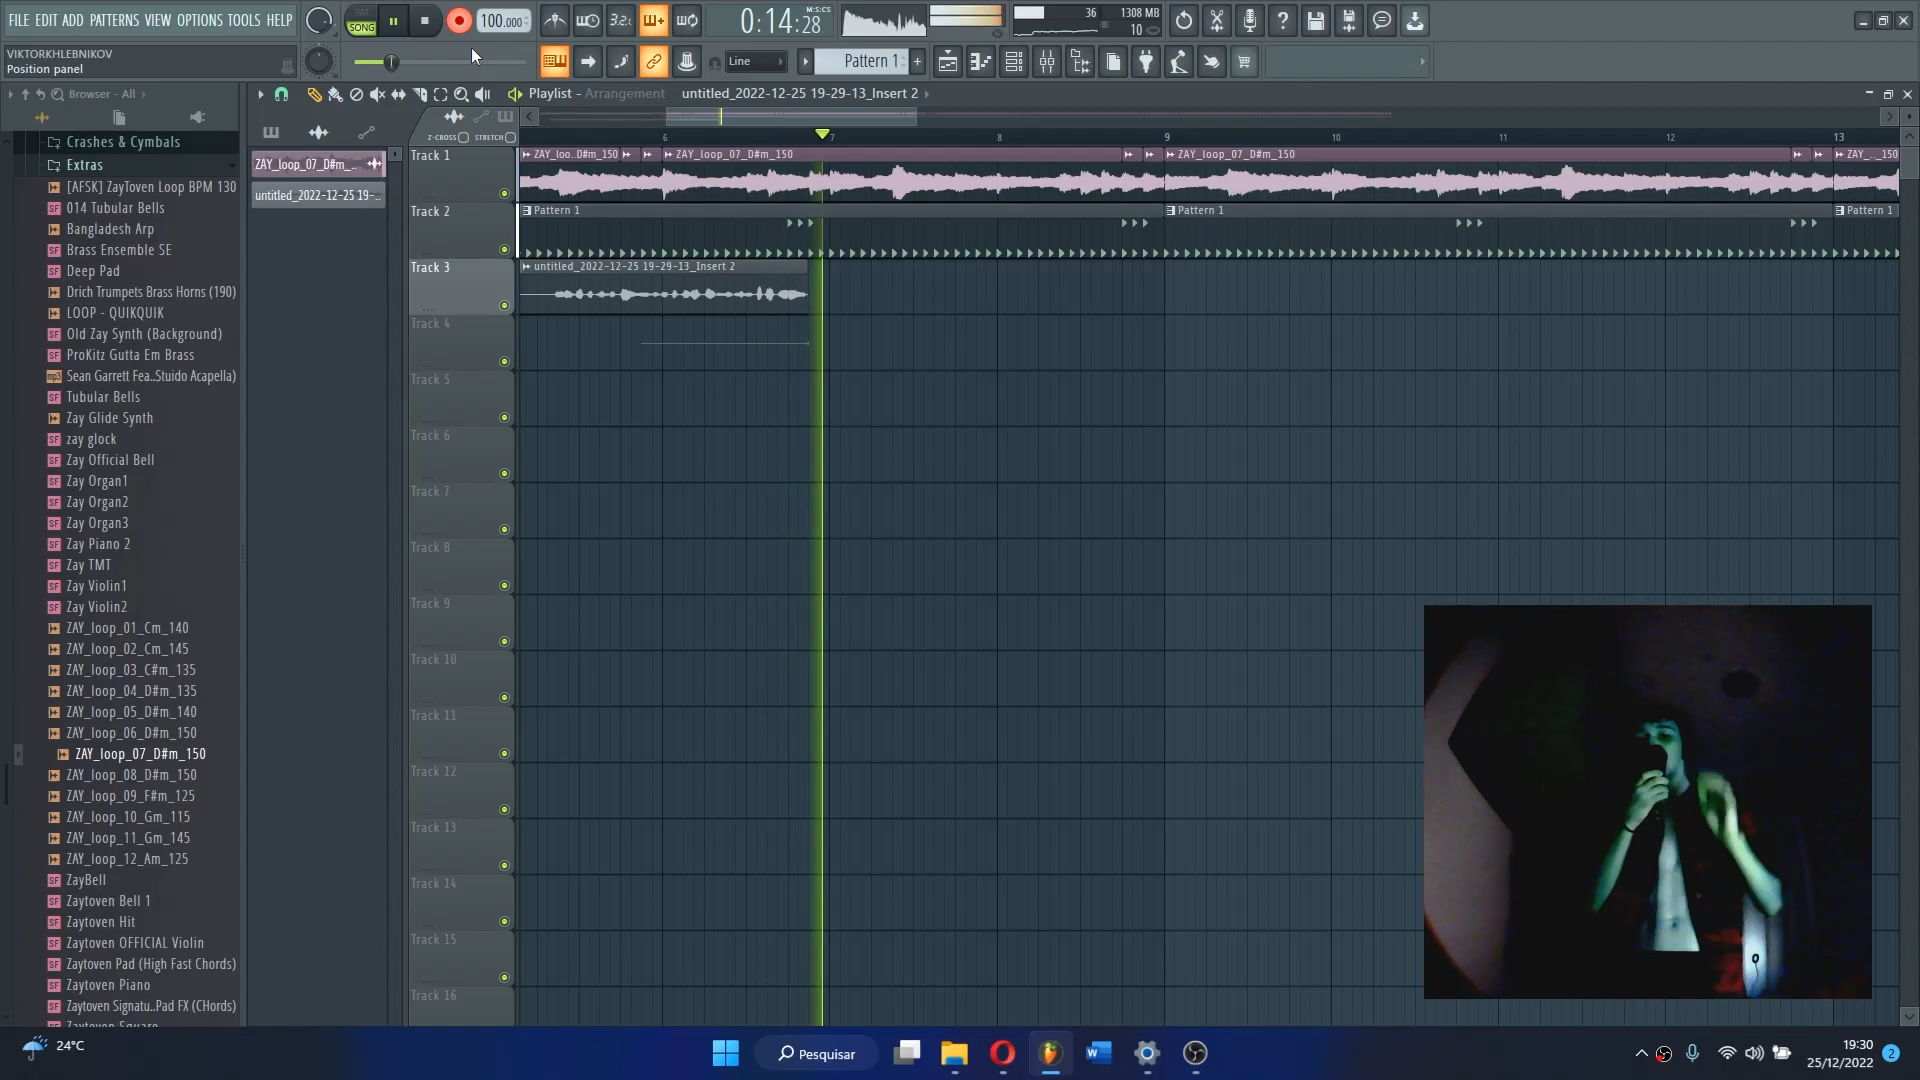 FILE EDIT ADD PATTERNS VIEW OPTIONS TOOLS HELP
PAT
SONG
100.000
3.2.
0:14:28
M:S:CS
36
1308 MB
10
VIKTORKHLEBNIKOV
Position panel
Line
Pattern 1
+
Browser - All
Playlist - Arrangement
untitled_2022-12-25 19-29-13_Insert 2
Z-CROSS
STRETCH
6
7
8
9
10
11
12
13
Crashes & Cymbals
Extras
[AFSK] ZayToven Loop BPM 130
014 Tubular Bells
Bangladesh Arp
Brass Ensemble SE
Deep Pad
Drich Trumpets Brass Horns (190)
LOOP - QUIKQUIK
Old Zay Synth (Background)
ProKitz Gutta Em Brass
Sean Garrett Fea..Stuido Acapella)
Tubular Bells
Zay Glide Synth
zay glock
Zay Official Bell
Zay Organ1
Zay Organ2
Zay Organ3
Zay Piano 2
Zay TMT
Zay Violin1
Zay Violin2
ZAY_loop_01_Cm_140
ZAY_loop_02_Cm_145
ZAY_loop_03_C#m_135
ZAY_loop_04_D#m_135
ZAY_loop_05_D#m_140
ZAY_loop_06_D#m_150
ZAY_loop_07_D#m_150
ZAY_loop_08_D#m_150
ZAY_loop_09_F#m_125
ZAY_loop_10_Gm_115
ZAY_loop_11_Gm_145
ZAY_loop_12_Am_125
ZayBell
Zaytoven Bell 1
Zaytoven Hit
Zaytoven OFFICIAL Violin
Zaytoven Pad (High Fast Chords)
Zaytoven Piano
Zaytoven Signatu..Pad FX (CHords)
Zaytoven Square
ZAY_loop_07_D#m_..
untitled_2022-12-25 19-..
Track 1
ZAY_loo..D#m_150
ZAY_loop_07_D#m_150
ZAY_loop_07_D#m_150
ZAY_.._150
Track 2
Pattern 1
Pattern 1
Pattern 1
Track 3
untitled_2022-12-25 19-29-13_Insert 2
Track 4
Track 5
Track 6
Track 7
Track 8
Track 9
Track 10
Track 11
Track 12
Track 13
Track 14
Track 15
Track 16
24°C
Pesquisar
19:30
25/12/2022
2